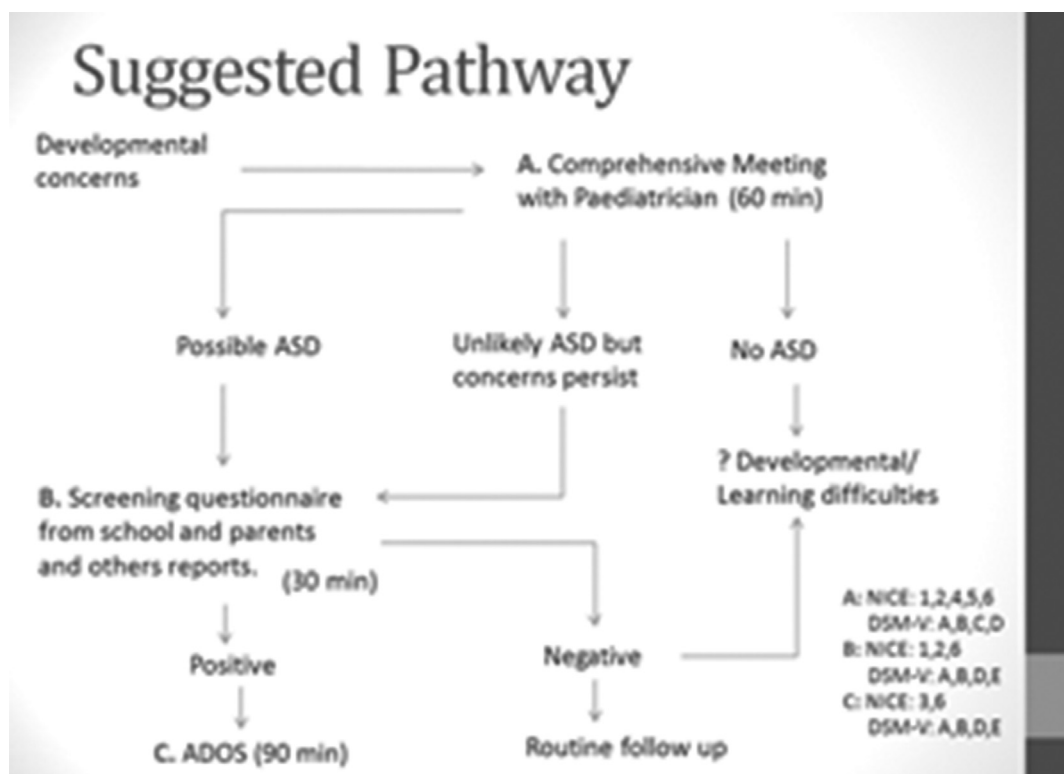 Suggested Pathway
Developmental
concerns
A. Comprehensive Meeting
with Paediatrician (60 min)
Possible ASD
Unlikely ASD but
concerns persist
No ASD
? Developmental/
Learning difficulties
B. Screening questionnaire
from school and parents
and others reports.
(30 min)
Positive
Negative
C. ADOS (90 min)
Routine follow up
A: NICE: 1,2,4,5,6
DSM-V: A,B,C,D
B: NICE: 1,2,6
DSM-V: A,B,D,E
C: NICE: 3,6
DSM-V: A,B,D,E